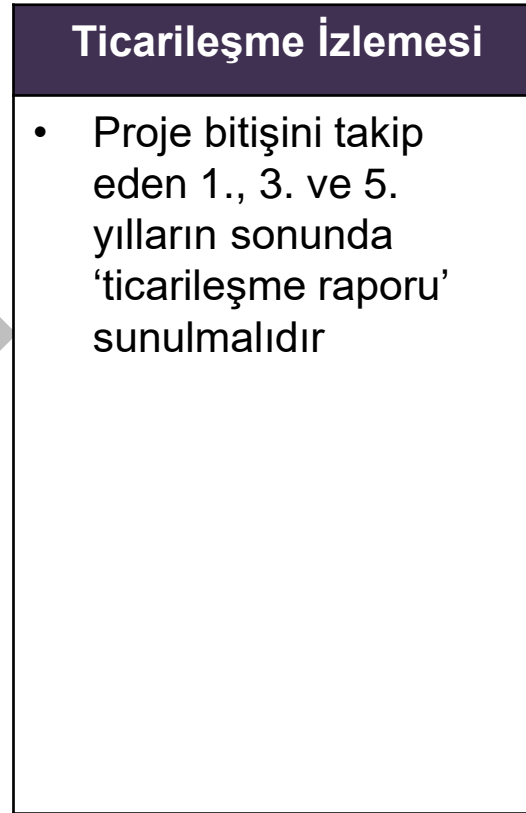 Ticarileşme İzlemesi
• Proje bitişini takip
eden 1., 3. ve 5.
yılların sonunda
‘ticarileşme raporu’
sunulmalıdır